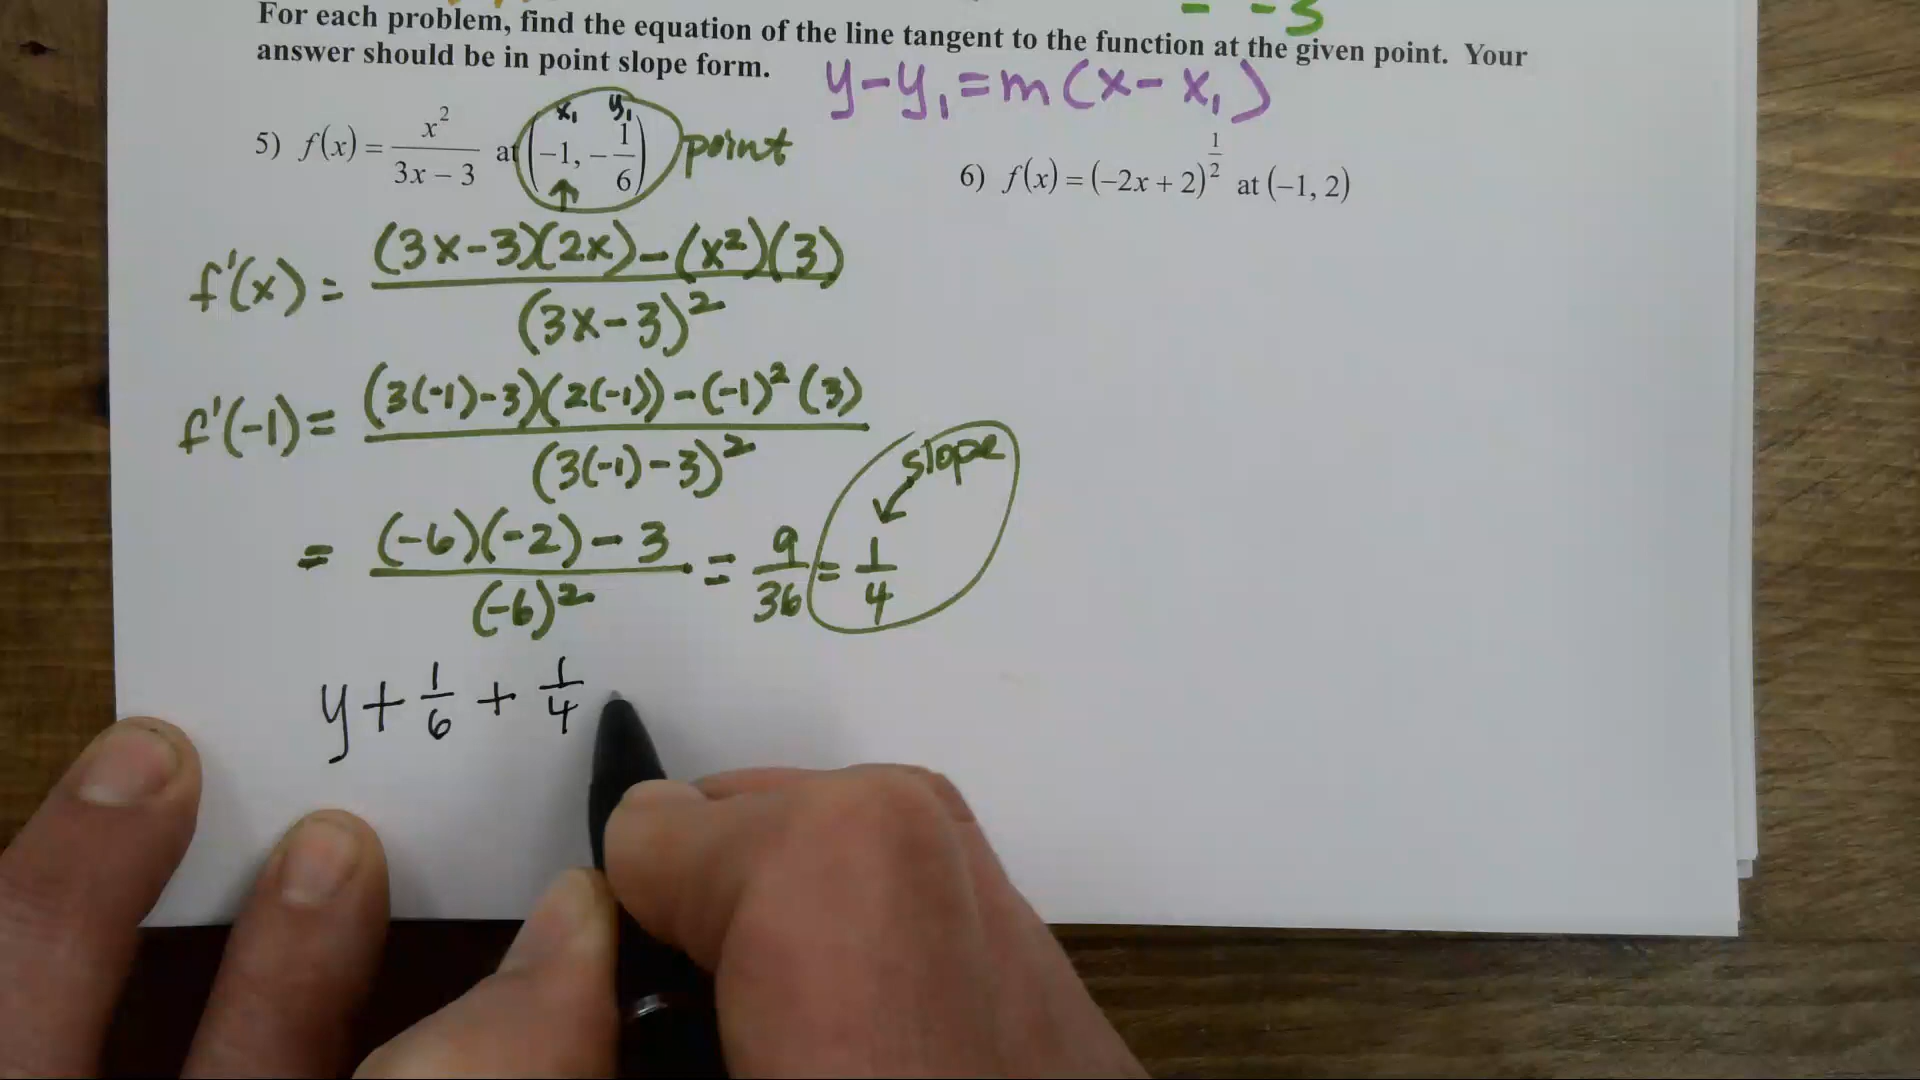 = -3
For each problem, find the equation of the line tangent to the function at the given point. Your
answer should be in point slope form.
y-y₁=m(x-x₁)
x₁ y₁
5) f(x) = x²/(3x – 3) at (–1, –1/6) point
6) f(x) = (–2x + 2)^(1/2) at (–1, 2)
f'(x) = ((3x-3)(2x)-(x²)(3))/(3x-3)²
f'(-1) = ((3(-1)-3)(2(-1))-(-1)²(3))/(3(-1)-3)²
slope
= ((-6)(-2)-3)/(-6)² = 9/36 = 1/4
y+1/6 + 1/4